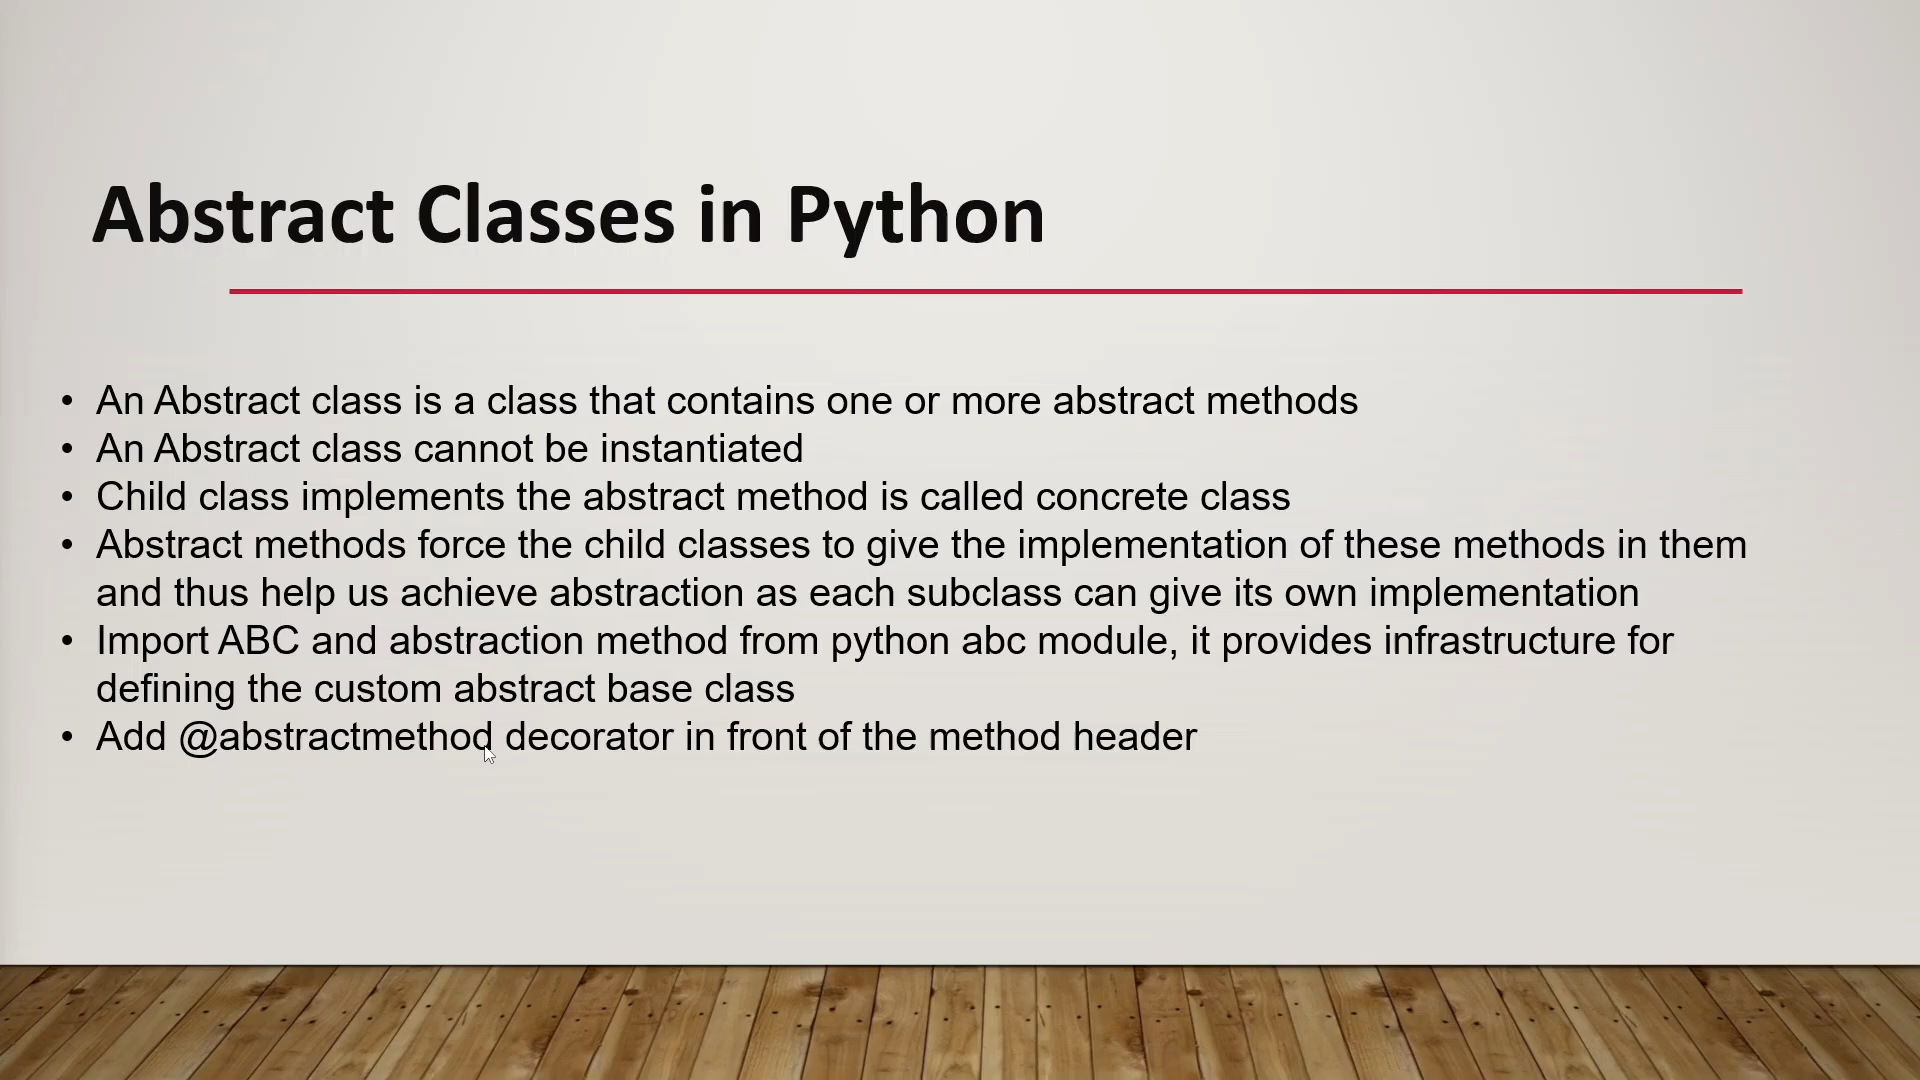 Abstract Classes in Python
• An Abstract class is a class that contains one or more abstract methods
• An Abstract class cannot be instantiated
• Child class implements the abstract method is called concrete class
• Abstract methods force the child classes to give the implementation of these methods in them
and thus help us achieve abstraction as each subclass can give its own implementation
• Import ABC and abstraction method from python abc module, it provides infrastructure for
defining the custom abstract base class
• Add @abstractmethod decorator in front of the method header